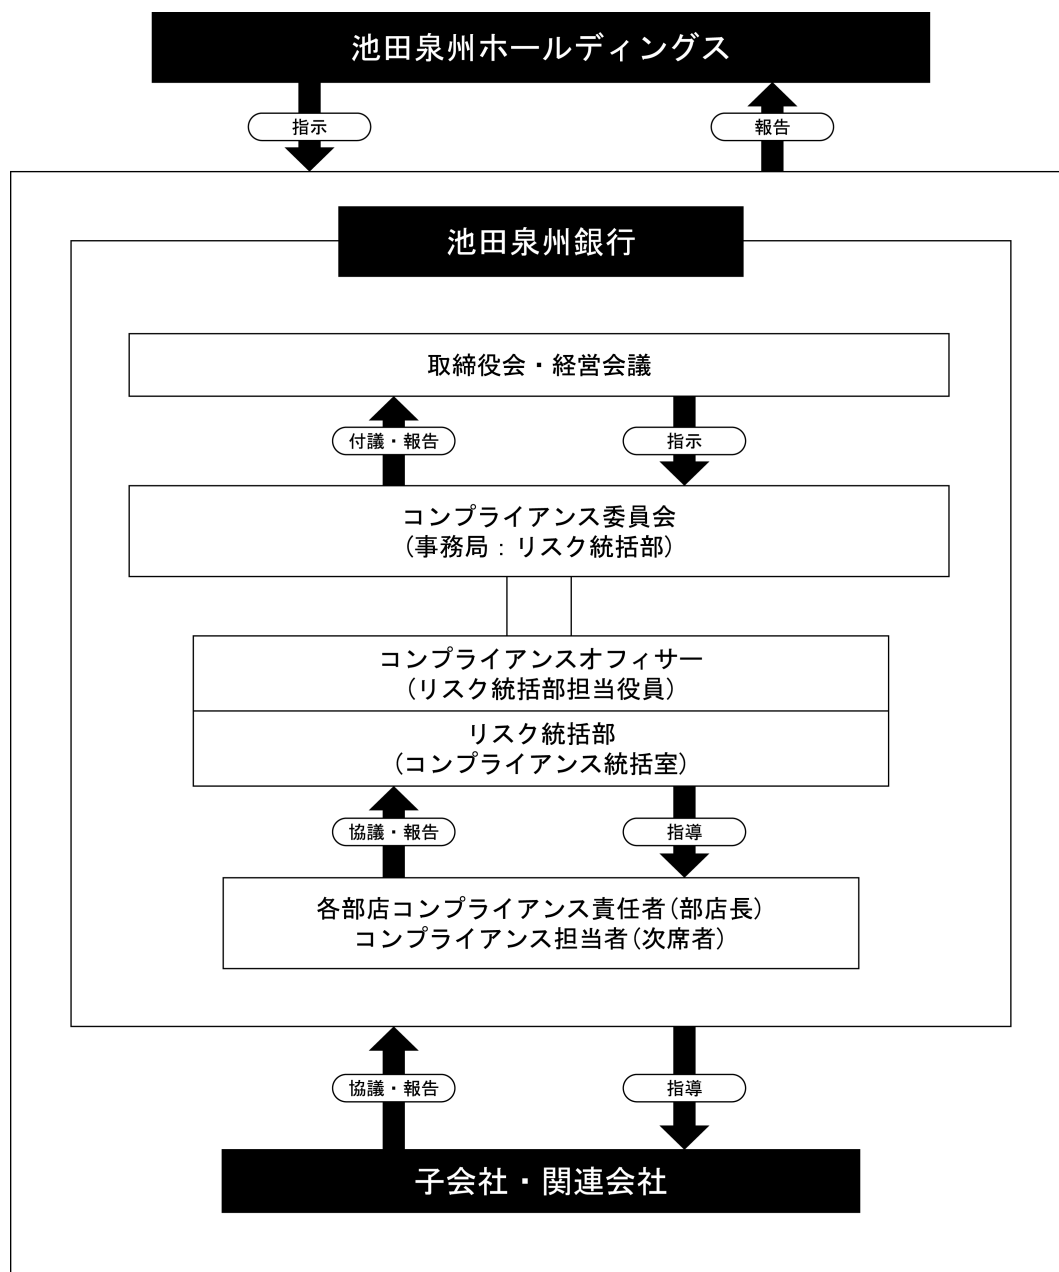 池田泉州ホールディングス
指示
報告
池田泉州銀行
取締役会・経営会議
付議・報告
指示
コンプライアンス委員会
(事務局:リスク統括部)
コンプライアンスオフィサー
(リスク統括部担当役員)
リスク統括部
(コンプライアンス統括室)
協議・報告
指導
各部店コンプライアンス責任者(部店長)
コンプライアンス担当者(次席者)
協議・報告
指導
子会社・関連会社